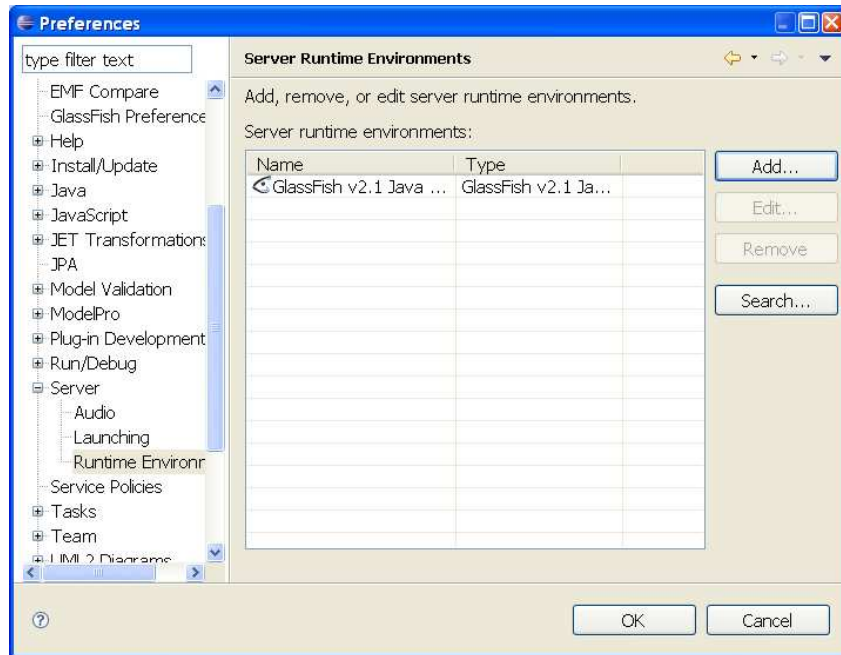 Preferences
type filter text
EMF Compare
GlassFish Preference
Help
Install/Update
Java
JavaScript
JET Transformations
JPA
Model Validation
ModelPro
Plug-in Development
Run/Debug
Server
Audio
Launching
Runtime Environr
Service Policies
Tasks
Team
UML2 Diagrams
Server Runtime Environments
Add, remove, or edit server runtime environments.
Server runtime environments:
Name Type
GlassFish v2.1 Java ... GlassFish v2.1 Ja...
Add...
Edit...
Remove
Search...
OK
Cancel